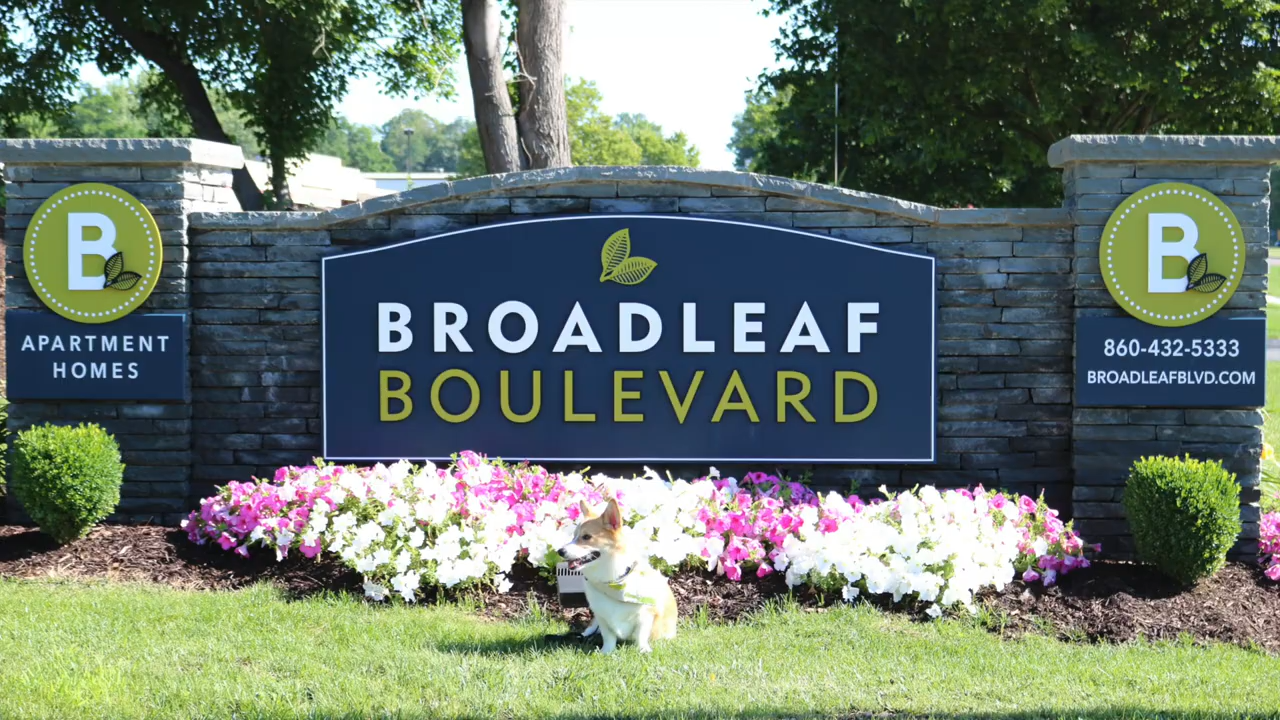 B
APARTMENT
HOMES
BROADLEAF
BOULEVARD
B
860-432-5333
BROADLEAFBLVD.COM